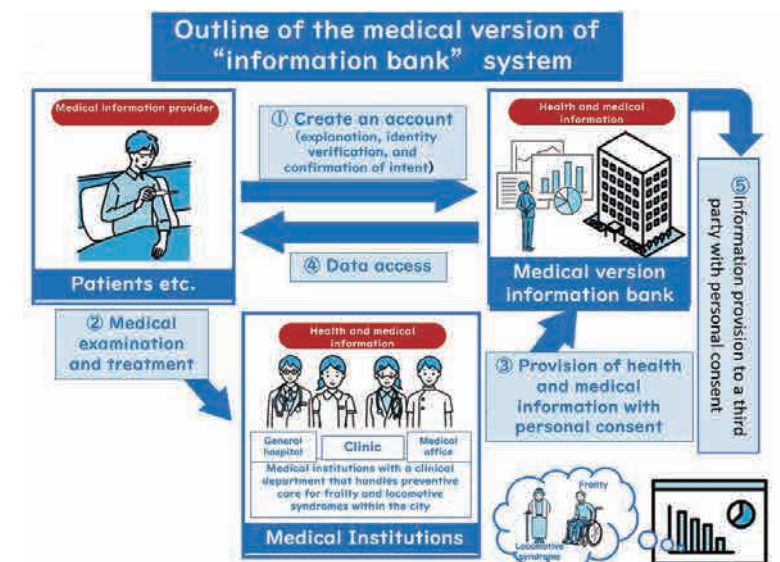 Outline of the medical version of
“information bank” system
Medical information provider
Patients etc.
① Create an account
(explanation, identity
verification, and
confirmation of intent)
④ Data access
Health and medical
information
Medical version
information bank
⑤Information provision to a third
party with personal consent
② Medical
examination
and treatment
Health and medical
information
General
hospital
Clinic
Medical
office
Medical institutions with a clinical
department that handles preventive
care for frailty and locomotive
syndromes within the city
Medical Institutions
③ Provision of health
and medical
information with
personal consent
Frailty
Locomotive
syndrome